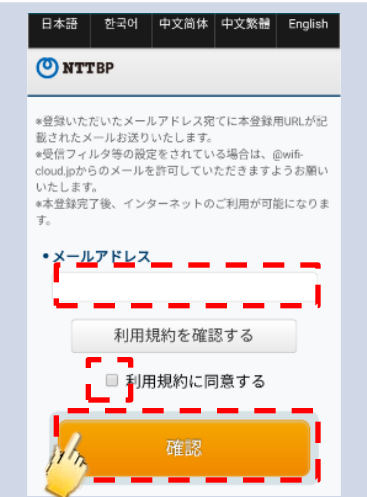 日本語 한국어 中文简体 中文繁體 English
NTTBP
*登録いただいたメールアドレス宛てに本登録用URLが記
載されたメールお送りいたします。
*受信フィルタ等の設定をされている場合は、@wifi-
cloud.jpからのメールを許可していただきますようお願い
いたします。
*本登録完了後、インターネットのご利用が可能になりま
す。
•メールアドレス
利用規約を確認する
利用規約に同意する
確認